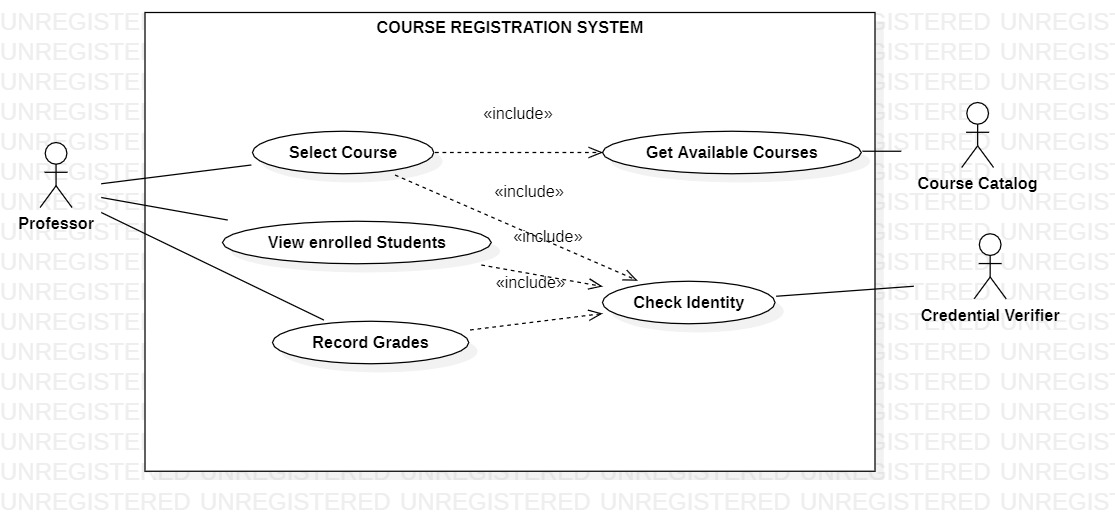 COURSE REGISTRATION SYSTEM
«include»
Select Course
Get Available Courses
Course Catalog
«include»
Professor
View enrolled Students
«include»
«include»
Check Identity
Credential Verifier
Record Grades
UNREGISTERED UNREGISTERED UNREGISTERED UNREGISTERED UNREGISTERED UNREGIS